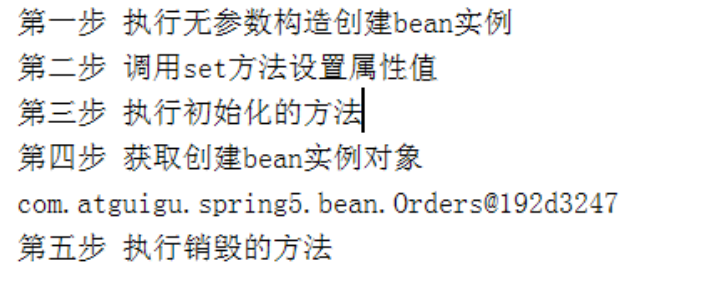 第一步 执行无参数构造创建bean实例
第二步 调用set方法设置属性值
第三步 执行初始化的方法
第四步 获取创建bean实例对象
com.atguigu.spring5.bean.Orders@192d3247
第五步 执行销毁的方法